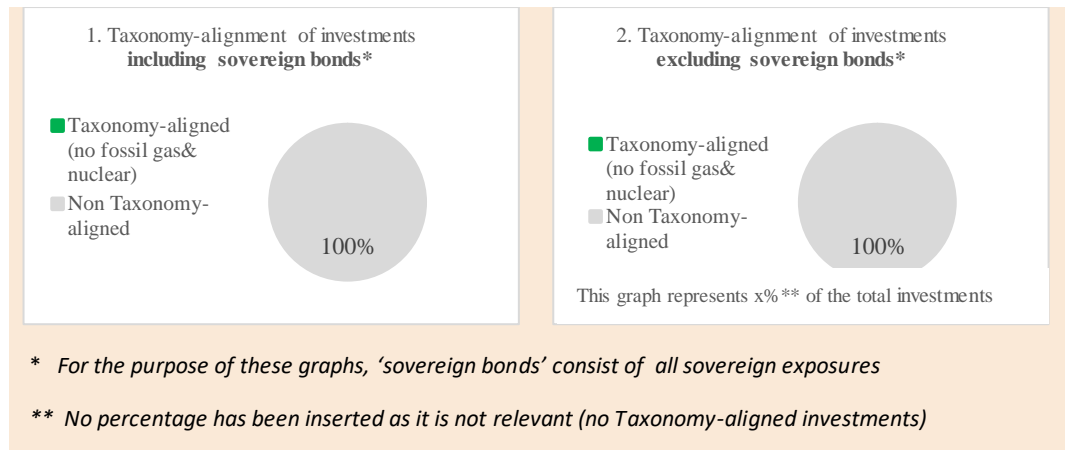 1. Taxonomy-alignment of investments
including sovereign bonds*
Taxonomy-aligned
(no fossil gas&
nuclear)
Non Taxonomy-
aligned
100%
2. Taxonomy-alignment of investments
excluding sovereign bonds*
Taxonomy-aligned
(no fossil gas&
nuclear)
Non Taxonomy-
aligned
100%
This graph represents x%** of the total investments
* For the purpose of these graphs, ‘sovereign bonds’ consist of all sovereign exposures
** No percentage has been inserted as it is not relevant (no Taxonomy-aligned investments)